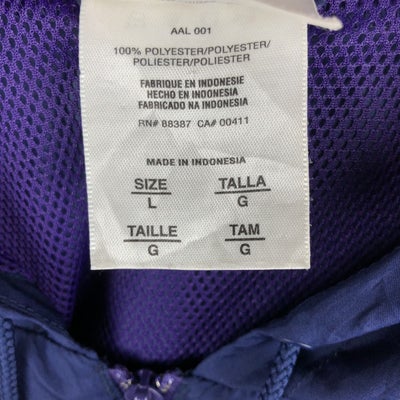 AAL 001
100% POLYESTER/POLYESTER/
POLIESTER/POLIESTER
FABRIQUE EN INDONESIE
HECHO EN INDONESIA
FABRICADO NA INDONESIA
RN# 88387 CA# 00411
MADE IN INDONESIA
SIZE TALLA
L G
TAILLE TAM
G G